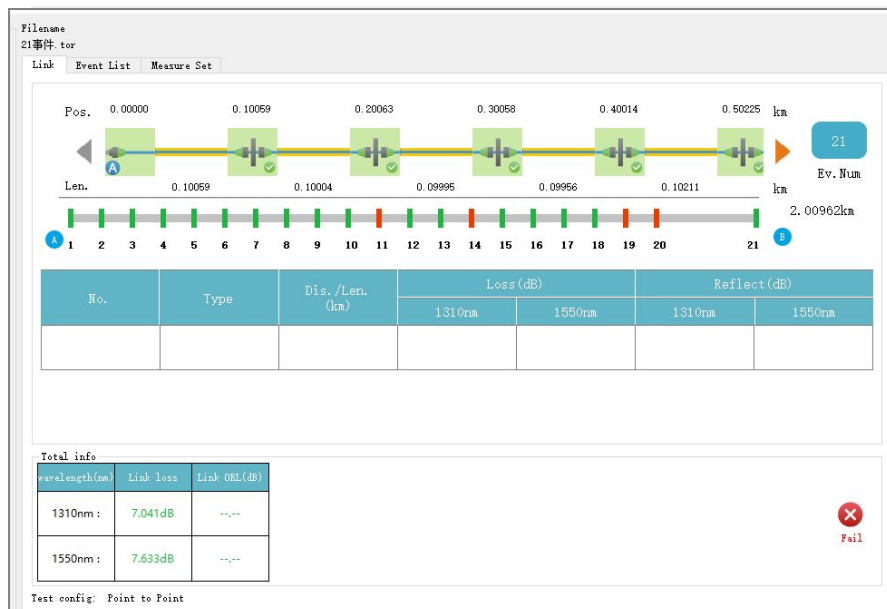 Filename
21事件.tor
Link Event List Measure Set
Pos. 0.00000 0.10059 0.20063 0.30058 0.40014 0.50225 km
21
A
Ev.Num
Len. 0.10059 0.10004 0.09995 0.09956 0.10211 km
2.00962km
A 1 2 3 4 5 6 7 8 9 10 11 12 13 14 15 16 17 18 19 20 21 B
No. Type Dis./Len. Loss(dB) Reflect(dB)
(km) 1310nm 1550nm 1310nm 1550nm
Total info
wavelength(nm) Link loss Link ORL(dB)
1310nm : 7.041dB --.--
Fail
1550nm : 7.633dB --.--
Test config: Point to Point